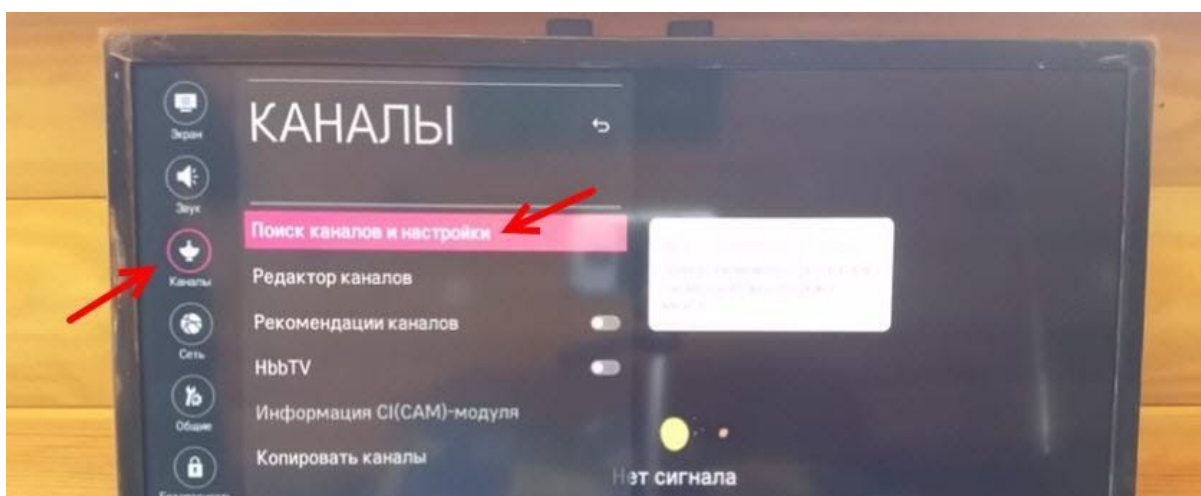 Экран
КАНАЛЫ
Звук
Поиск каналов и настройки
Каналы
Редактор каналов
Рекомендации каналов
Сеть
HbbTV
Общие
Информация CI(CAM)-модуля
Копировать каналы
Нет сигнала